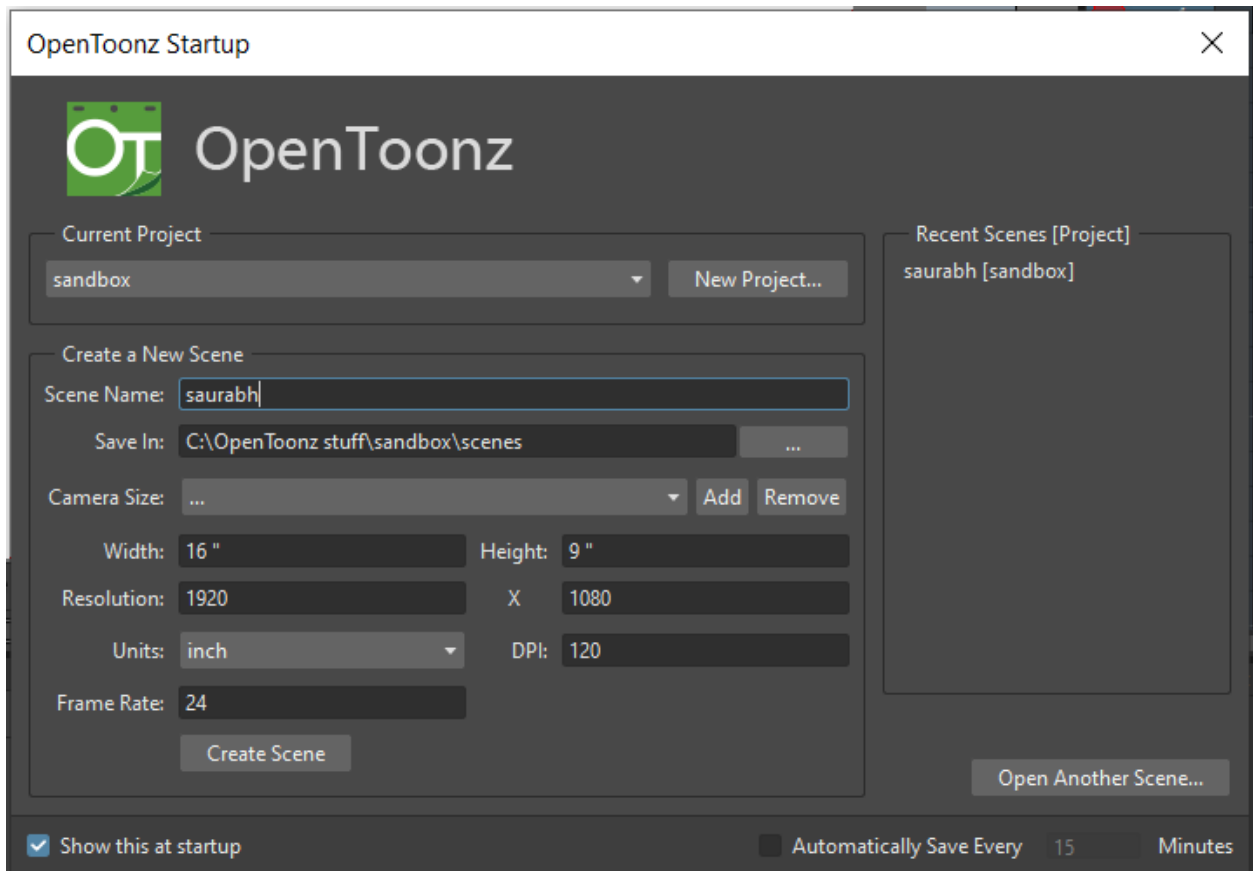 OpenToonz Startup
OT OpenToonz
Current Project
sandbox New Project...
Recent Scenes [Project]
saurabh [sandbox]
Create a New Scene
Scene Name: saurabh
Save In: C:\OpenToonz stuff\sandbox\scenes ...
Camera Size: ... Add Remove
Width: 16 " Height: 9 "
Resolution: 1920 X 1080
Units: inch DPI: 120
Frame Rate: 24
Create Scene
Open Another Scene...
Show this at startup Automatically Save Every 15 Minutes